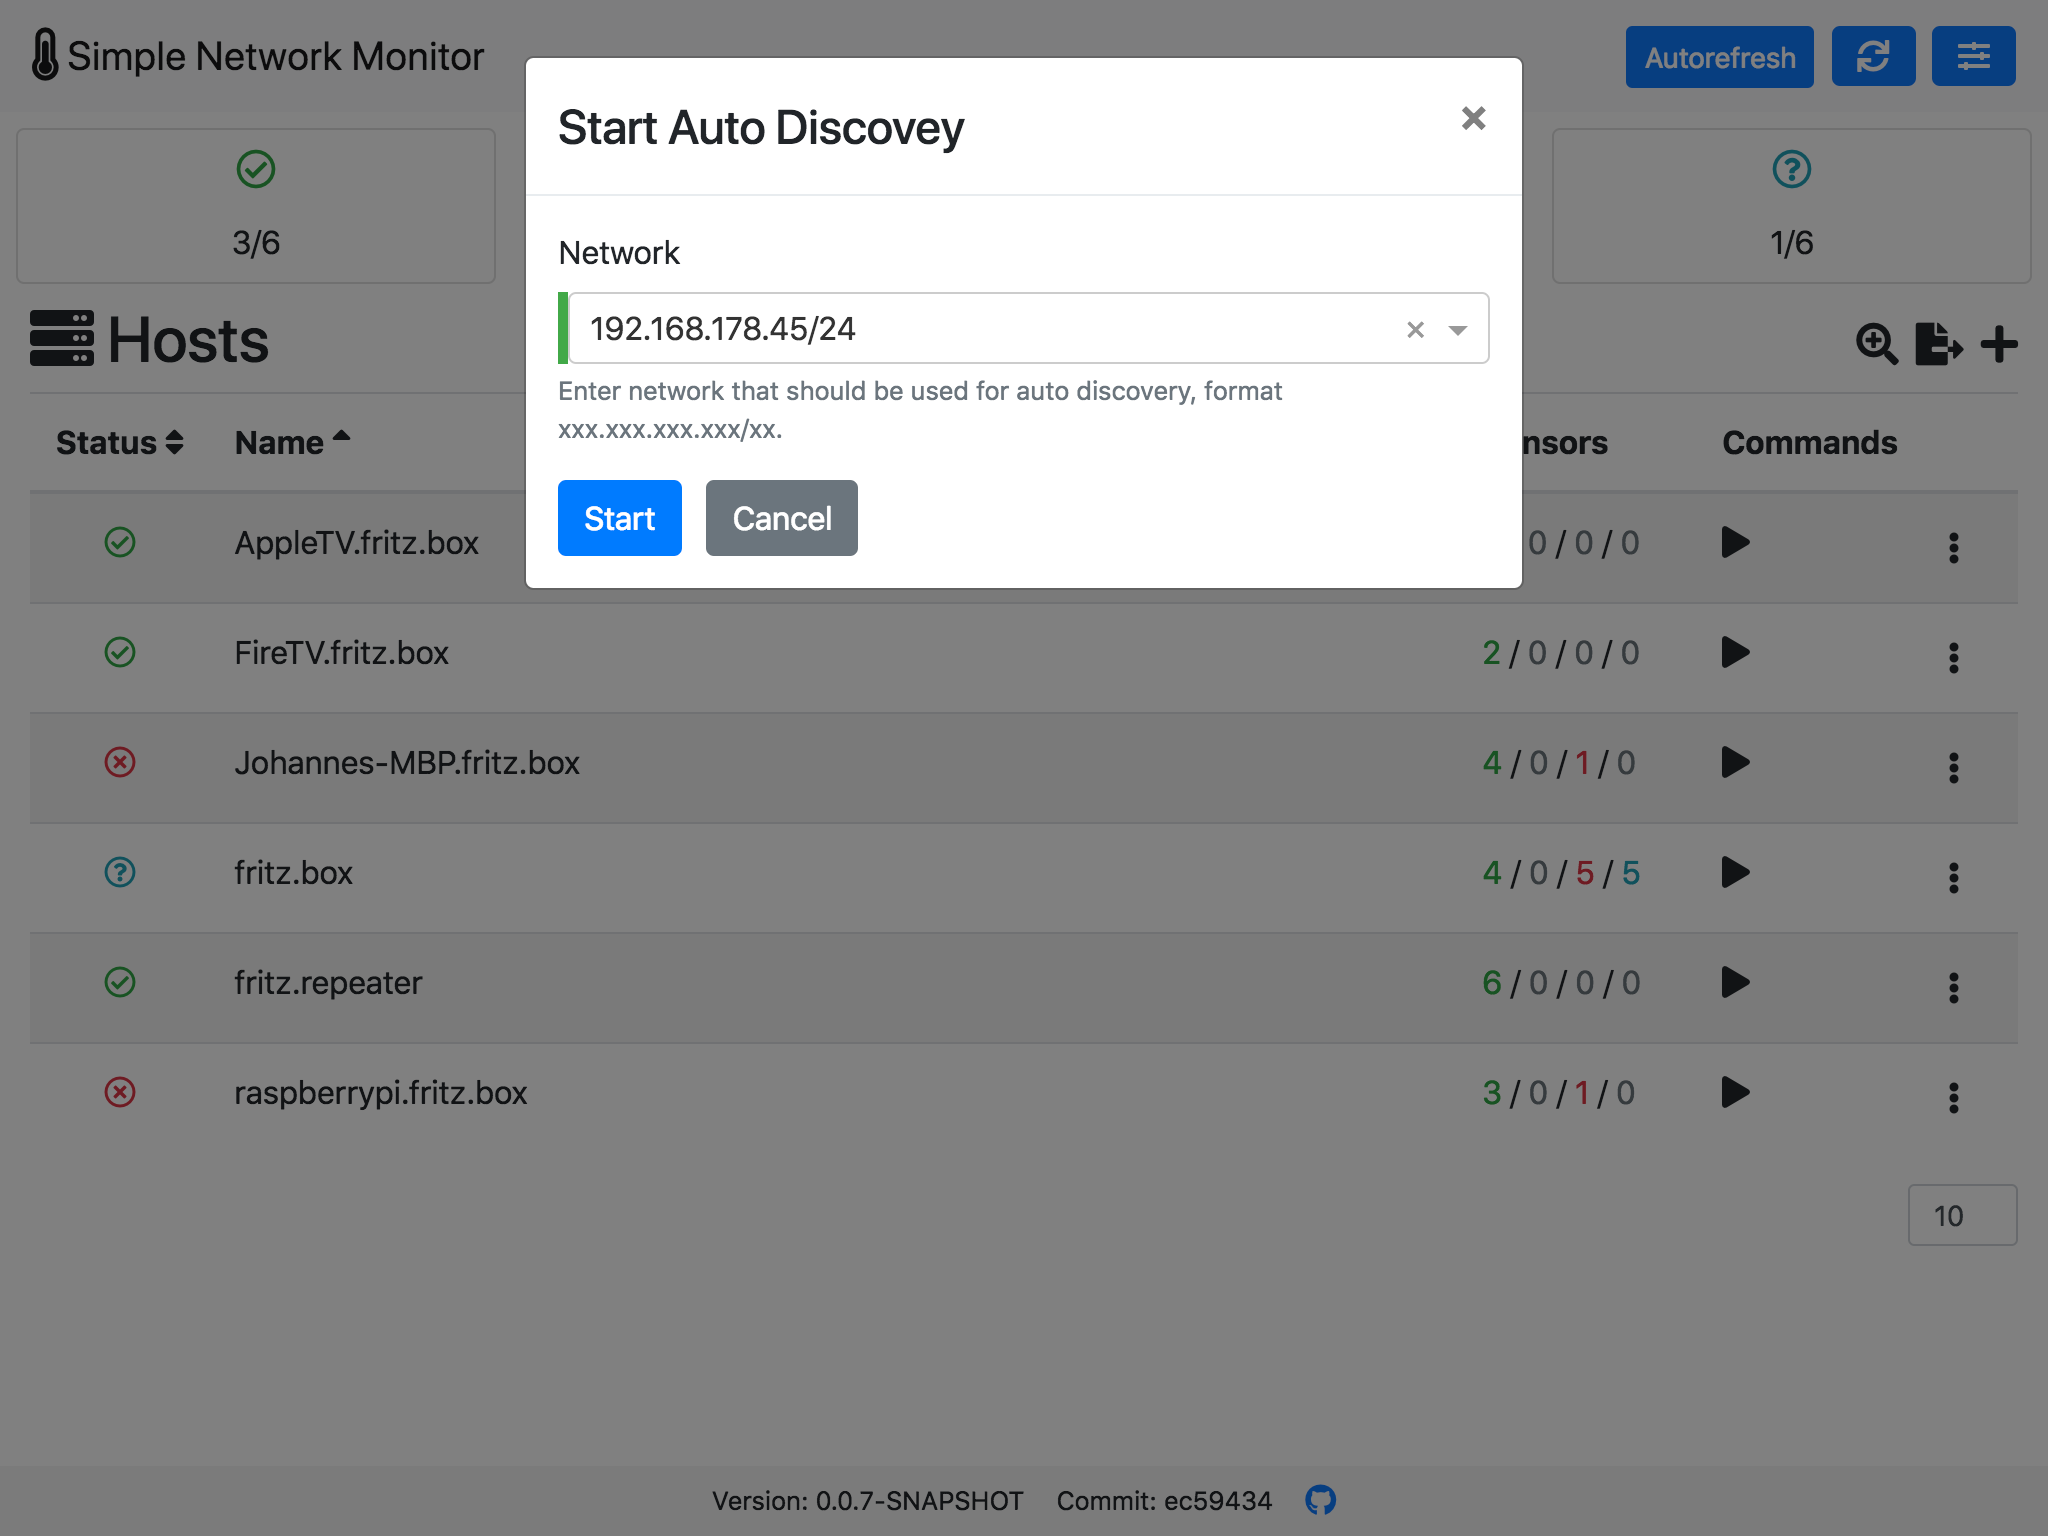 Simple Network Monitor
Autorefresh
3/6
1/6
Start Auto Discovey
×
Network
192.168.178.45/24
Enter network that should be used for auto discovery, format
xxx.xxx.xxx.xxx/xx.
Start Cancel
Hosts
Status Name nsors Commands
AppleTV.fritz.box 0 / 0 / 0
FireTV.fritz.box 2 / 0 / 0 / 0
Johannes-MBP.fritz.box 4 / 0 / 1 / 0
fritz.box 4 / 0 / 5 / 5
fritz.repeater 6 / 0 / 0 / 0
raspberrypi.fritz.box 3 / 0 / 1 / 0
10
Version: 0.0.7-SNAPSHOT Commit: ec59434